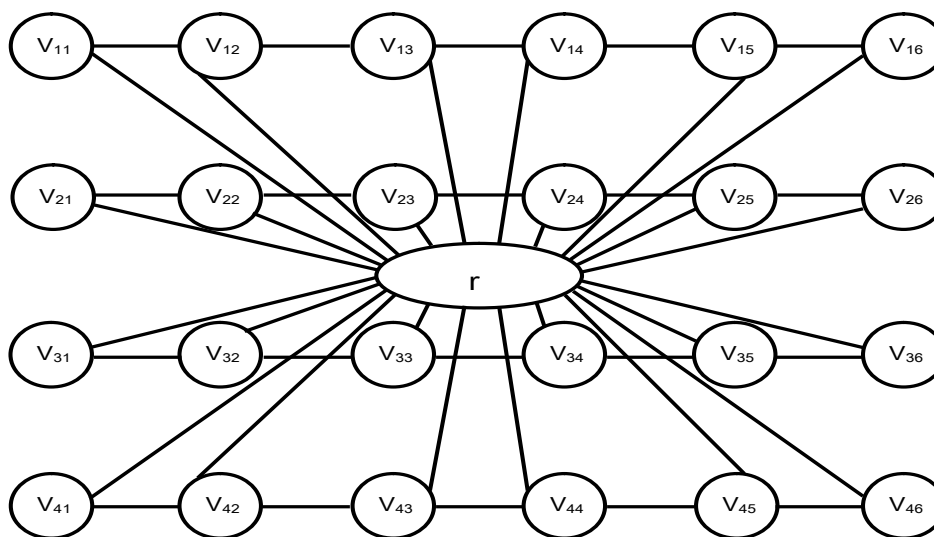 V₁₁ V₁₂ V₁₃ V₁₄ V₁₅ V₁₆
V₂₁ V₂₂ V₂₃ V₂₄ V₂₅ V₂₆
r
V₃₁ V₃₂ V₃₃ V₃₄ V₃₅ V₃₆
V₄₁ V₄₂ V₄₃ V₄₄ V₄₅ V₄₆